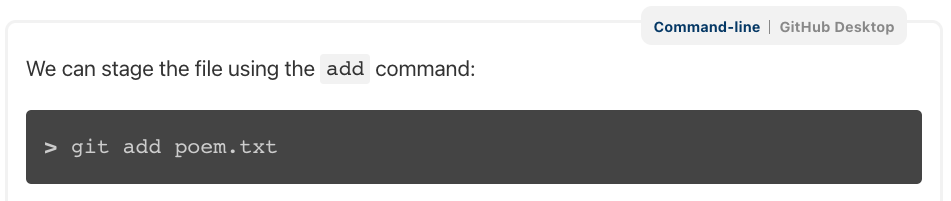 Command-line | GitHub Desktop
We can stage the file using the add command:
> git add poem.txt